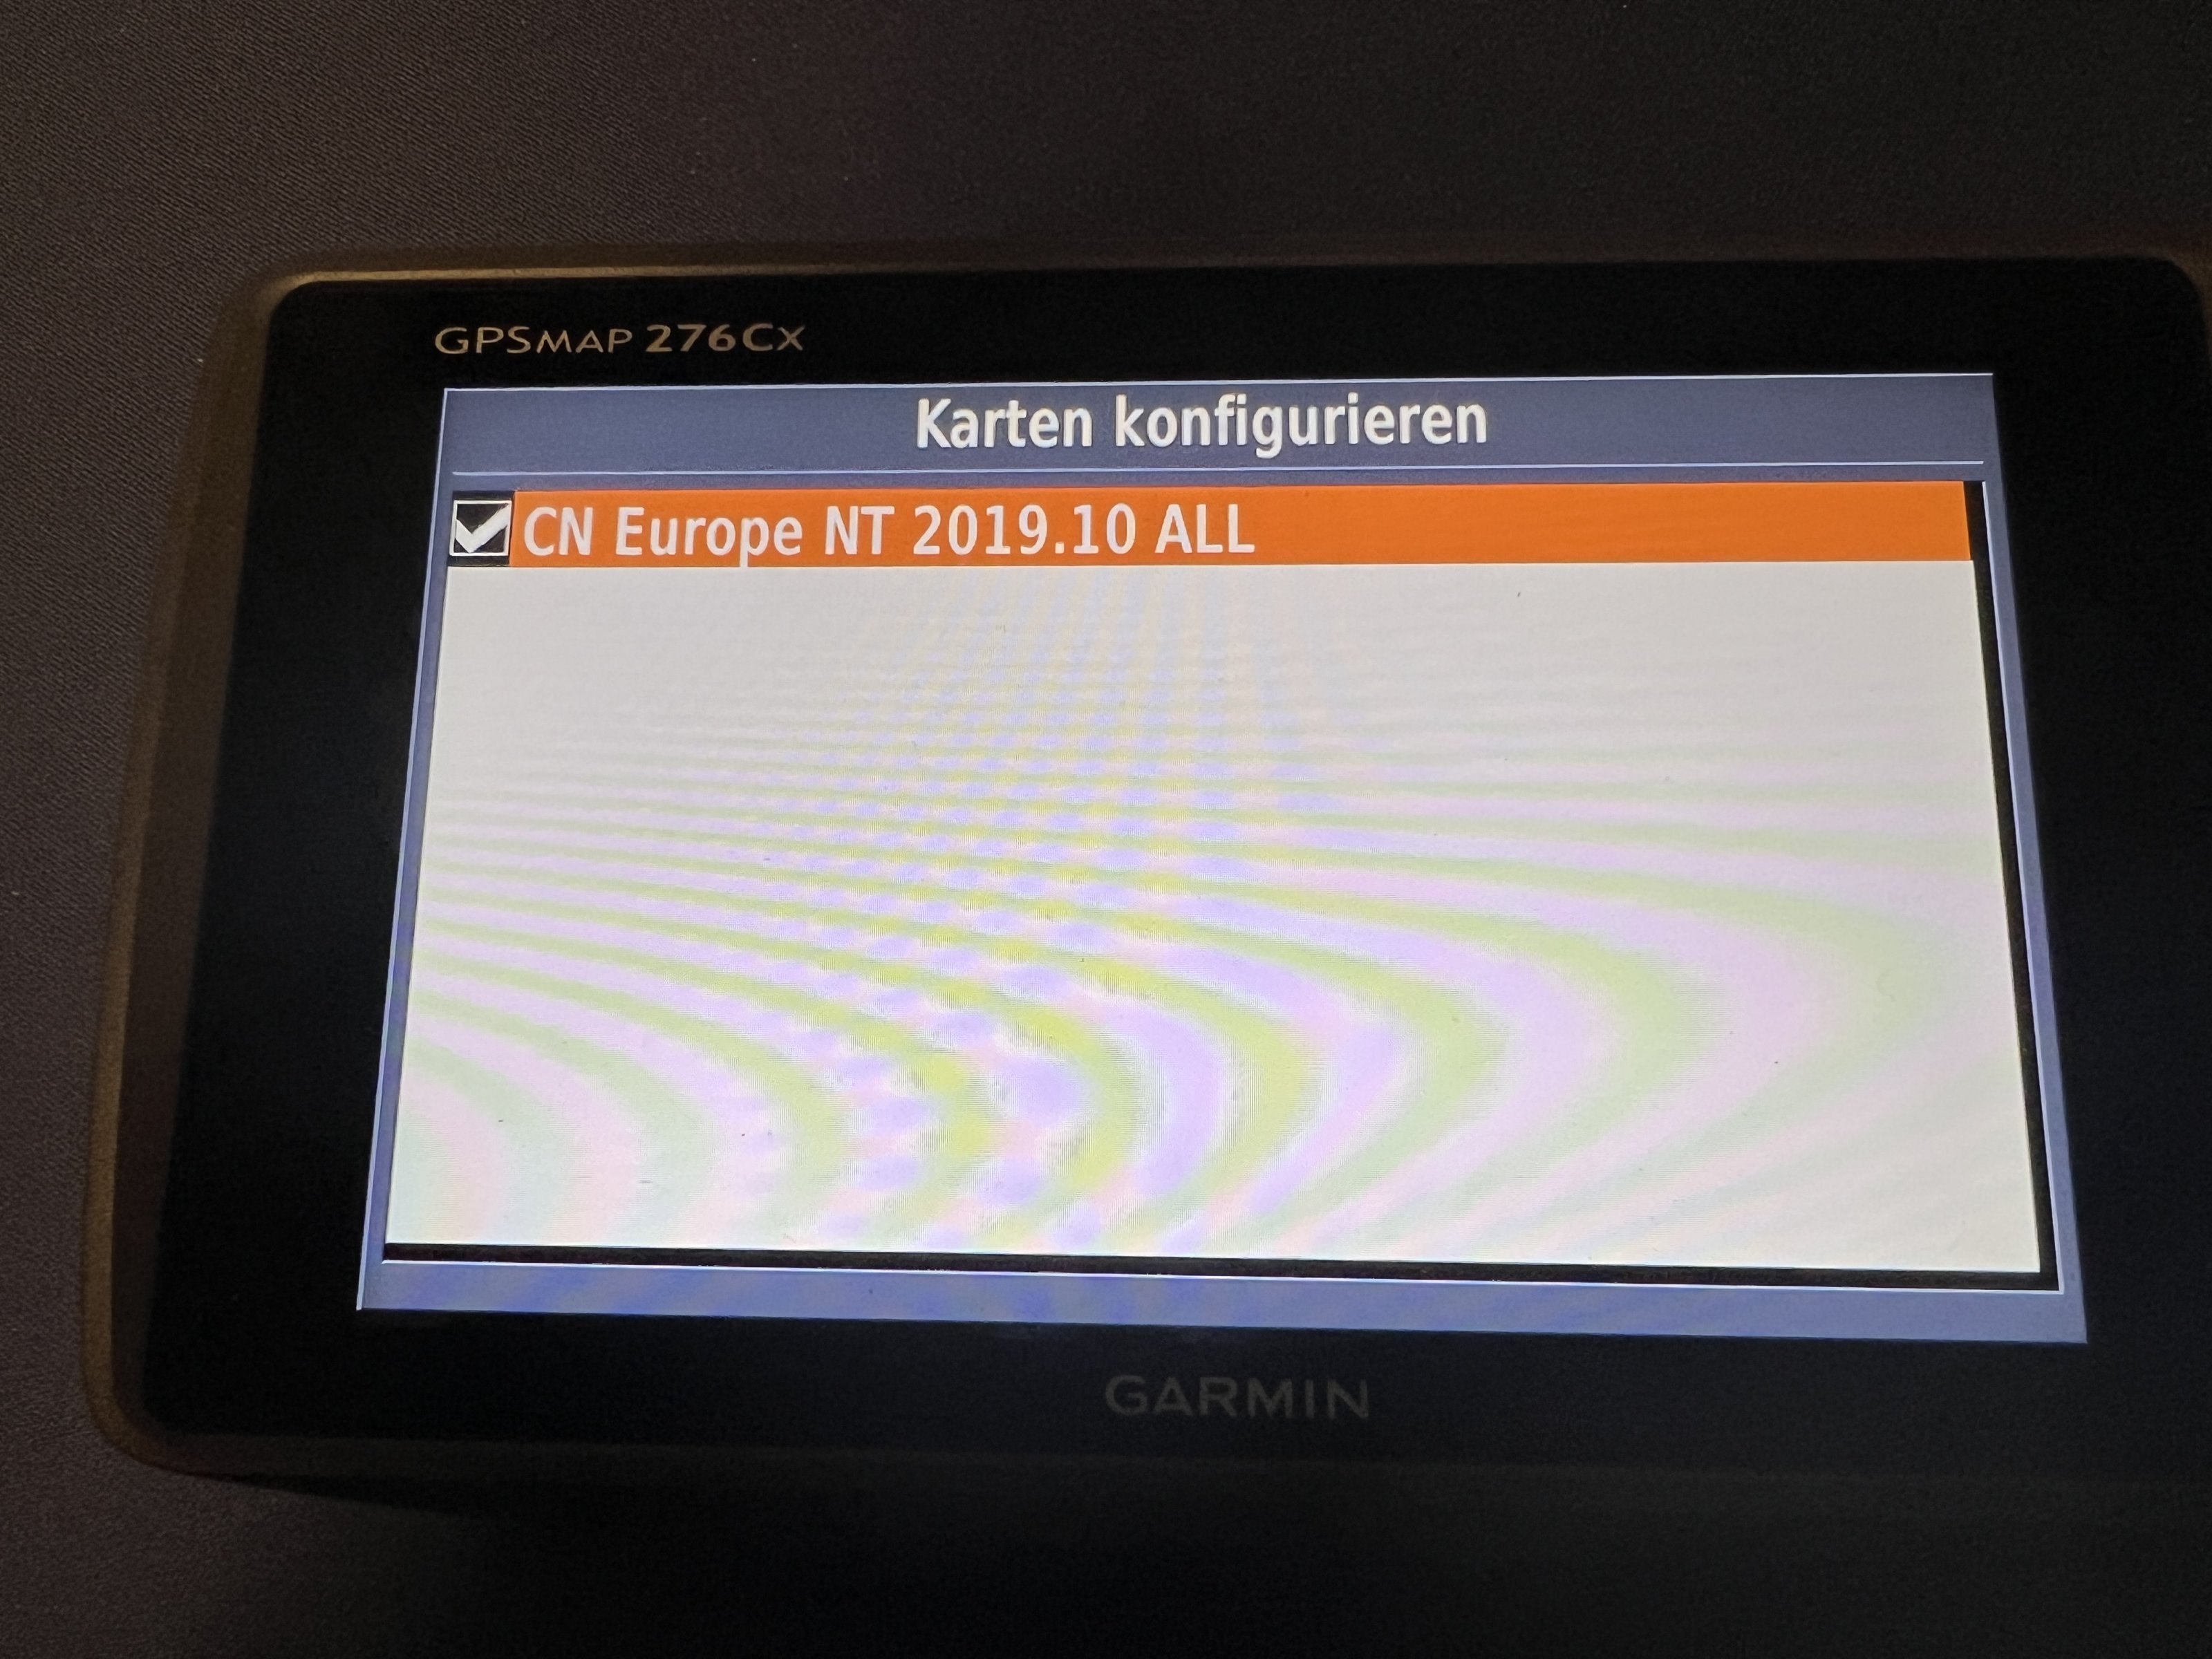 GPSMAP 276CX
Karten konfigurieren
CN Europe NT 2019.10 ALL
GARMIN